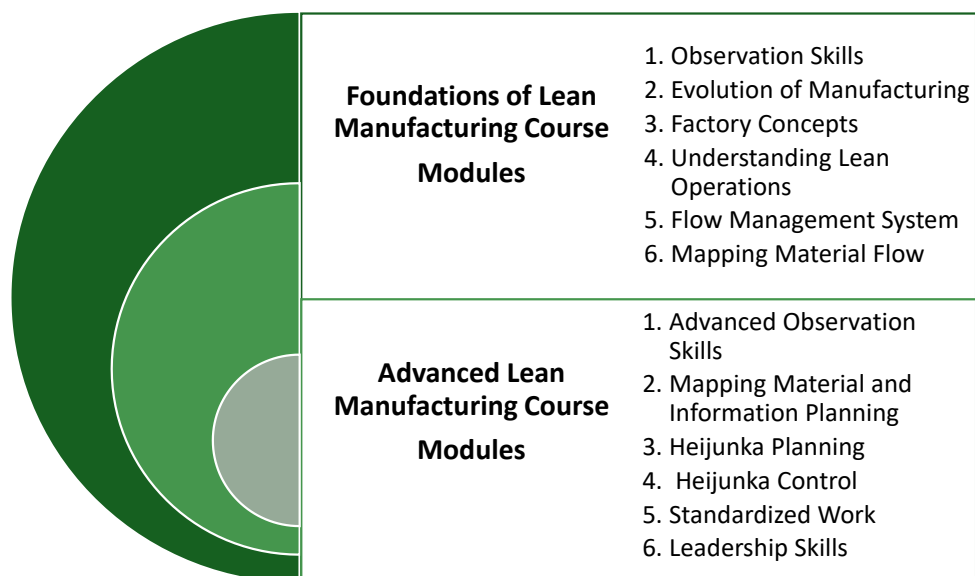 Foundations of Lean
Manufacturing Course
Modules
1. Observation Skills
2. Evolution of Manufacturing
3. Factory Concepts
4. Understanding Lean
Operations
5. Flow Management System
6. Mapping Material Flow
Advanced Lean
Manufacturing Course
Modules
1. Advanced Observation
Skills
2. Mapping Material and
Information Planning
3. Heijunka Planning
4. Heijunka Control
5. Standardized Work
6. Leadership Skills